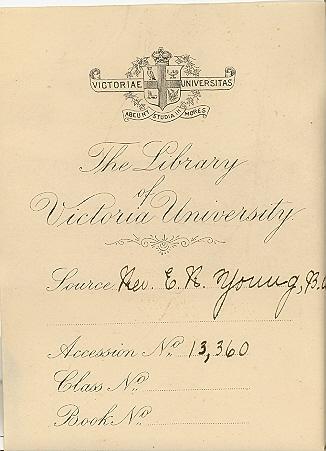 VICTORIAE UNIVERSITAS
ABEUNT STUDIA IN MORES
The Library
of
Victoria University
Source Rev. E. R. Young, B.A
Accession No. 13,360
Class No.
Book No.